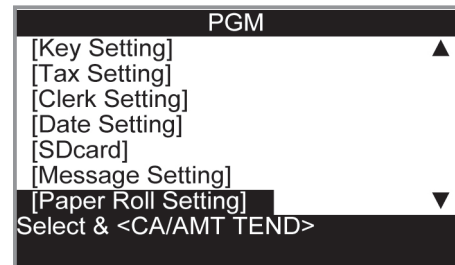 PGM
[Key Setting]
[Tax Setting]
[Clerk Setting]
[Date Setting]
[SDcard]
[Message Setting]
[Paper Roll Setting]
Select & <CA/AMT TEND>